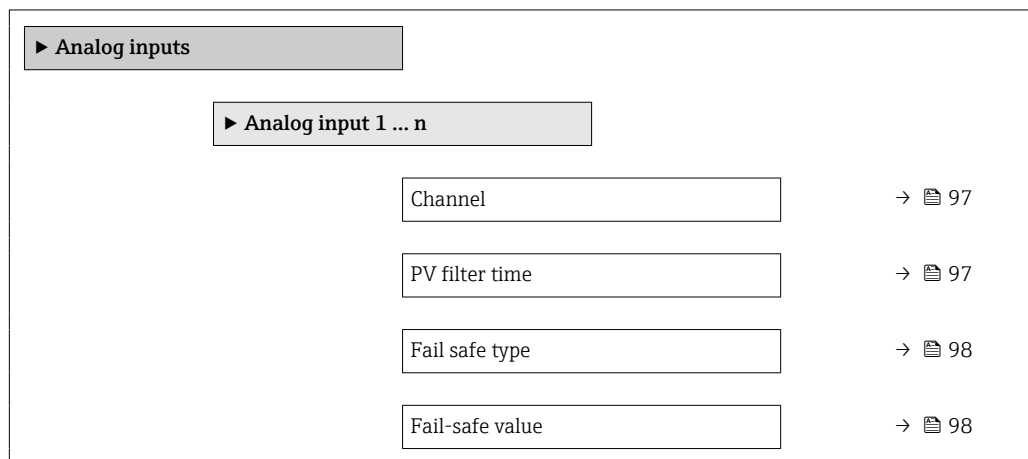 ▶ Analog inputs
▶ Analog input 1 ... n
Channel → 97
PV filter time → 97
Fail safe type → 98
Fail-safe value → 98